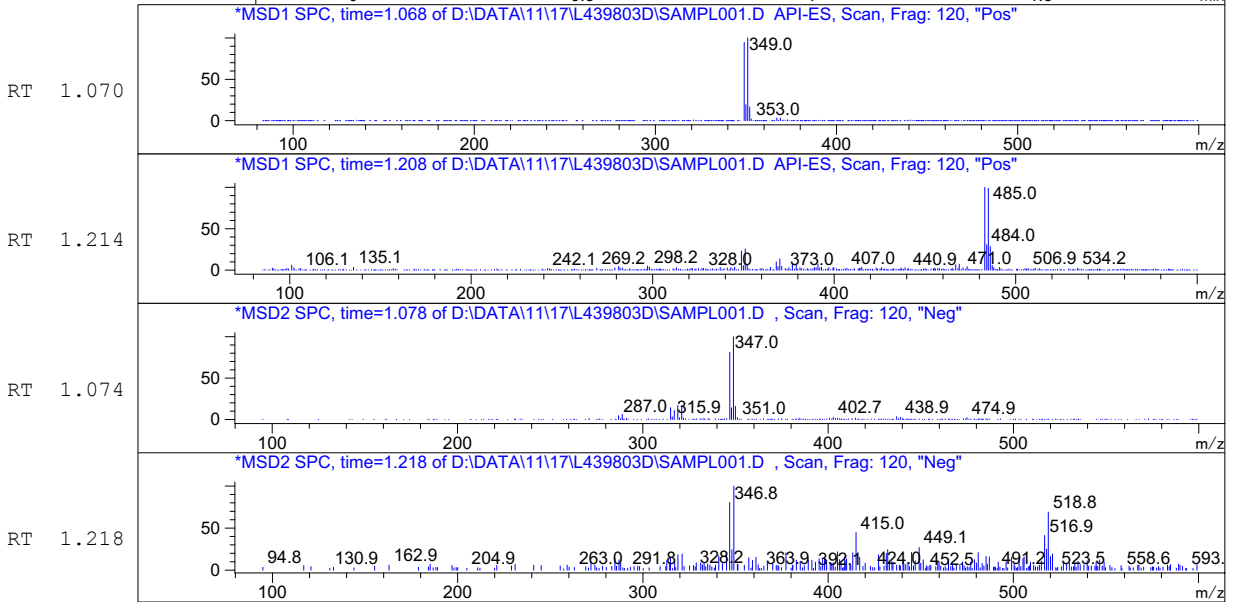 *MSD1 SPC, time=1.068 of D:\DATA\11\17\L439803D\SAMPL001.D API-ES, Scan, Frag: 120, "Pos"
349.0
RT 1.070
50
353.0
0
100 200 300 400 500 m/z
*MSD1 SPC, time=1.208 of D:\DATA\11\17\L439803D\SAMPL001.D API-ES, Scan, Frag: 120, "Pos"
485.0
RT 1.214
50
484.0
106.1 135.1 242.1 269.2 298.2 328.0 373.0 407.0 440.9 471.0 506.9 534.2
0
100 200 300 400 500 m/z
*MSD2 SPC, time=1.078 of D:\DATA\11\17\L439803D\SAMPL001.D , Scan, Frag: 120, "Neg"
347.0
RT 1.074
50
287.0 315.9 351.0 402.7 438.9 474.9
0
100 200 300 400 500 m/z
*MSD2 SPC, time=1.218 of D:\DATA\11\17\L439803D\SAMPL001.D , Scan, Frag: 120, "Neg"
346.8
518.8
RT 1.218
50
415.0 516.9
449.1
94.8 130.9 162.9 204.9 263.0 291.8 328.2 363.9 392.1 424.0 452.5 491.2 523.5 558.6 593.
0
100 200 300 400 500 m/z